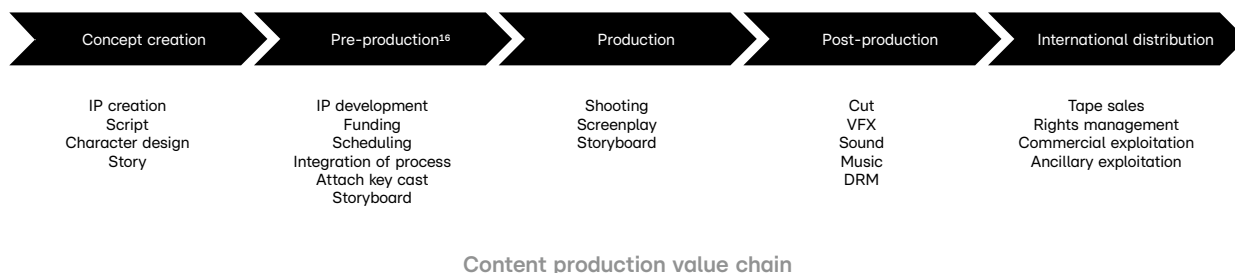 Concept creation
Pre-production¹⁶
Production
Post-production
International distribution
IP creation
Script
Character design
Story
IP development
Funding
Scheduling
Integration of process
Attach key cast
Storyboard
Shooting
Screenplay
Storyboard
Cut
VFX
Sound
Music
DRM
Tape sales
Rights management
Commercial exploitation
Ancillary exploitation
Content production value chain